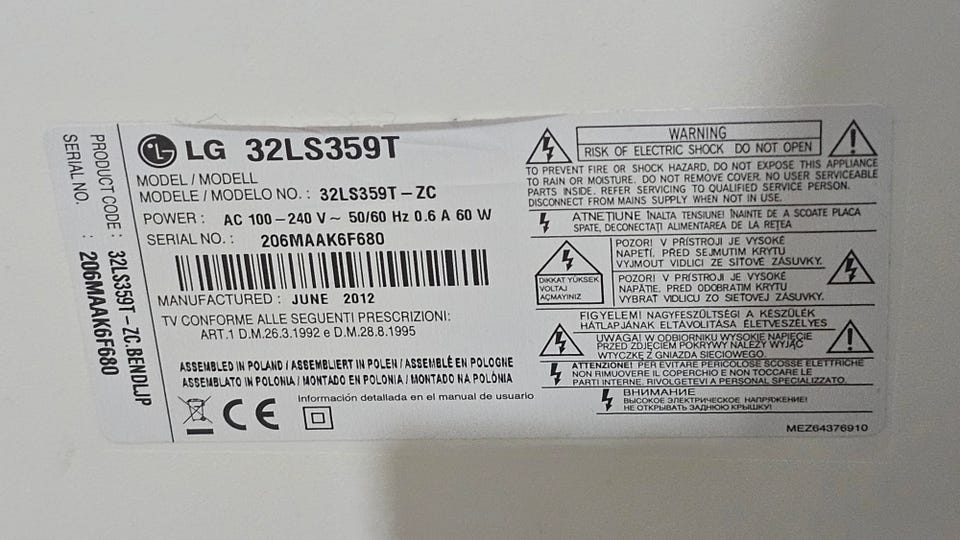 PRODUCT CODE : 32LS359T-ZC.BENDLJP
SERIAL NO. : 206MAAK6F680
LG 32LS359T
MODEL / MODELL
MODELE / MODELO NO. : 32LS359T-ZC
POWER : AC 100-240 V~ 50/60 Hz 0.6 A 60 W
SERIAL NO. : 206MAAK6F680
MANUFACTURED : JUNE 2012
TV CONFORME ALLE SEGUENTI PRESCRIZIONI:
ART.1 D.M.26.3.1992 e D.M.28.8.1995
ASSEMBLED IN POLAND / ASSEMBLIERT IN POLEN / ASSEMBLÉ EN POLOGNE
ASSEMBLATO IN POLONIA / MONTADO EN POLONIA / MONTADO NA POLÔNIA
CE
Información detallada en el manual de usuario
WARNING
RISK OF ELECTRIC SHOCK DO NOT OPEN
TO PREVENT FIRE OR SHOCK HAZARD, DO NOT EXPOSE THIS APPLIANCE
TO RAIN OR MOISTURE. DO NOT REMOVE COVER. NO USER SERVICEABLE
PARTS INSIDE. REFER SERVICING TO QUALIFIED SERVICE PERSON.
DISCONNECT FROM MAINS SUPPLY WHEN NOT IN USE.
ATNEȚIUNE ÎNALTA TENSIUNE! ÎNAINTE DE A SCOATE PLACA
SPATE, DECONECTAȚI ALIMENTAREA DE LA REȚEA
DIKKAT YÜKSEK
VOLTAJ
AÇMAYINIZ
POZOR! V PŘÍSTROJI JE VYSOKÉ
NAPĚTÍ. PŘED SEJMUTIM KRYTU
VYJMOUT VIDLICI ZE SÍTOVÉ ZÁSUVKY.
POZOR! V PRÍSTROJI JE VYSOKÉ
NAPÄTIE. PRED ODOBRATIM KRYTU
VYBRAT VIDLICU ZO SIETOVEJ ZÁSUVKY.
FIGYELEM! NAGYFESZÜLTSÉG! A KÉSZÜLÉK
HÁTLAPJÁNAK ELTÁVOLÍTÁSA ÉLETVESZÉLYES
UWAGA! W ODBIORNIKU WYSOKIE NAPIĘCIE
PRZED ZDJĘCIEM POKRYWY NALEŻY WYJĄĆ
WTYCZKĘ Z GNIAZDA SIECIOWEGO.
ATTENZIONE! PER EVITARE PERICOLOSE SCOSSE ELETTRICHE
NON RIMUOVERE IL COPERCHIO E NON TOCCARE LE
PARTI INTERNE. RIVOLGETEVI A PERSONAL SPECIALIZZATO.
ВНИМАНИЕ
ВЫСОКОЕ ЭЛЕКТРИЧЕСКОЕ НАПРЯЖЕНИЕ!
НЕ ОТКРЫВАТЬ ЗАДНЮЮ КРЫШКУ!
MEZ64376910